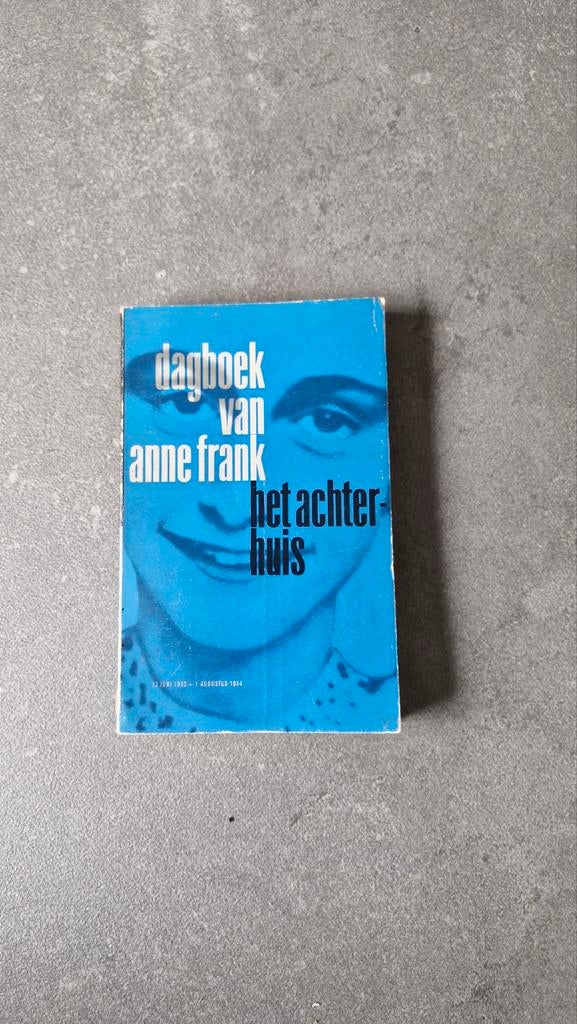 dagboek
van
anne frank
het achter-
huis
12 JUNI 1942 – 1 AUGUSTUS 1944